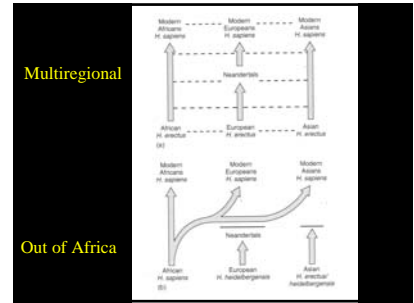 Multiregional
Modern Africans H. sapiens
Modern Europeans H. sapiens
Modern Asians H. sapiens
Neandertals
African H. erectus
European H. erectus
Asian H. erectus
(a)
Out of Africa
Modern Africans H. sapiens
Modern Europeans H. sapiens
Modern Asians H. sapiens
Neandertals
African H. sapiens
European H. heidelbergensis
Asian H. erectus/ heidelbergensis
(b)